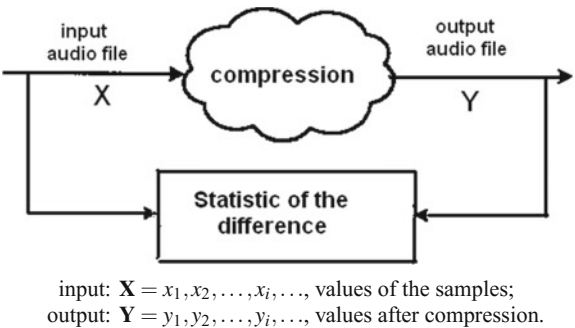 input
audio file
X
compression
output
audio file
Y
Statistic of the
difference
input: X = x₁,x₂,...,xᵢ,..., values of the samples;
output: Y = y₁,y₂,...,yᵢ,..., values after compression.